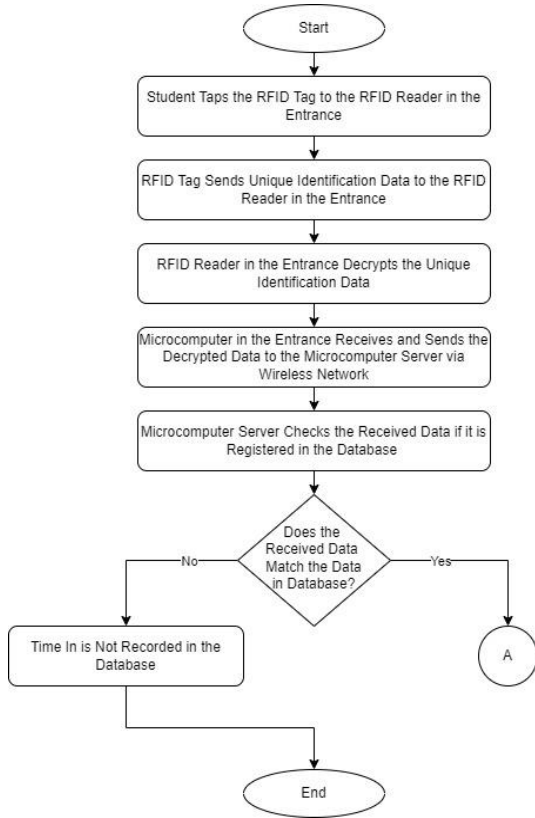 Start
Student Taps the RFID Tag to the RFID Reader in the
Entrance
RFID Tag Sends Unique Identification Data to the RFID
Reader in the Entrance
RFID Reader in the Entrance Decrypts the Unique
Identification Data
Microcomputer in the Entrance Receives and Sends the
Decrypted Data to the Microcomputer Server via
Wireless Network
Microcomputer Server Checks the Received Data if it is
Registered in the Database
Does the
Received Data
Match the Data
in Database?
No
Yes
Time In is Not Recorded in the
Database
A
End